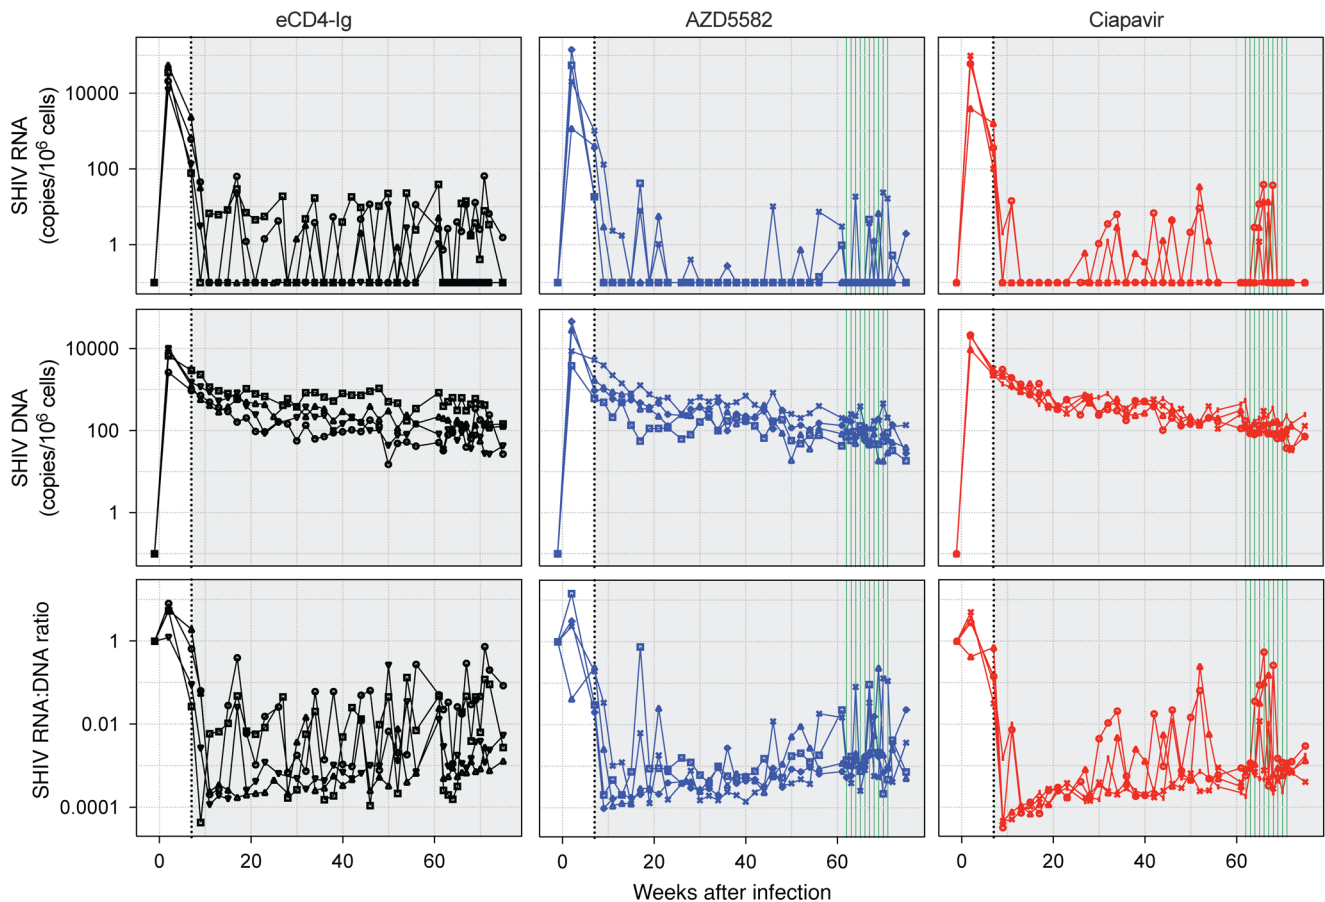 eCD4-Ig AZD5582 Ciapavir
SHIV RNA
(copies/10⁶ cells)
10000
100
1
SHIV DNA
(copies/10⁶ cells)
10000
100
1
SHIV RNA:DNA ratio
1
0.01
0.0001
0 20 40 60 0 20 40 60 0 20 40 60
Weeks after infection